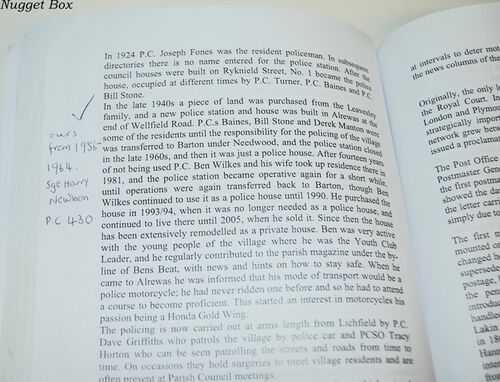 Nugget Box
In 1924 P.C. Joseph Fones was the resident policeman. In subsequent
directories there is no name entered for the police station. After the
council houses were built on Ryknield Street, No. 1 became the police
house, occupied at different times by P.C. Turner, P.C. Baines and P.C.
Bill Stone.
In the late 1940s a piece of land was purchased from the Leavesley
family, and a new police station and house was built in Alrewas at the
end of Wellfield Road. P.C.s Baines, Bill Stone and Derek Manton were
some of the residents until the responsibility for the policing of the village
was transferred to Barton under Needwood, and the police station closed
in the late 1960s, and then it was just a police house. After fourteen years
of not being used P.C. Ben Wilkes and his wife took up residence there in
1981, and the police station became operative again for a short while,
until operations were again transferred back to Barton, though Ben
Wilkes continued to use it as a police house until 1990. He purchased the
house in 1993/94, when it was no longer needed as a police house, and
continued to live there until 2005, when he sold it. Since then the house
has been extensively remodelled as a private house. Ben was very active
with the young people of the village where he was the Youth Club
Leader, and he regularly contributed to the parish magazine under the by-
line of Bens Beat, with news and hints on how to stay safe. When he
came to Alrewas he was informed that his mode of transport would be a
police motorcycle; he had never ridden one before and so he had to attend
a course to become proficient. This started an interest in motorcycles his
passion being a Honda Gold Wing.
The policing is now carried out at arms length from Lichfield by P.C.
Dave Griffiths who patrols the village by police car and PCSO Tracy
Horton who can be seen patrolling the streets and roads from time to
time. On occasions they hold surgeries to meet village residents and are
often present at Parish Council meetings.
ours
from 1956-
1964.
Sgt Harry
Newbon
P.C 430
at intervals to deter mot
the news columns of the
Originally, the only l
the Royal Court.
London and Plymou
strategically import
network grew betw
issued a proclamat
The Post Office
Postmaster Gene
the first postma
showed the dat
the letter carri
simply due to
The first m
mounted o
changed h
supersede
postage, b
the pen
introdu
handle
Lakin
in 18
Han
first
as